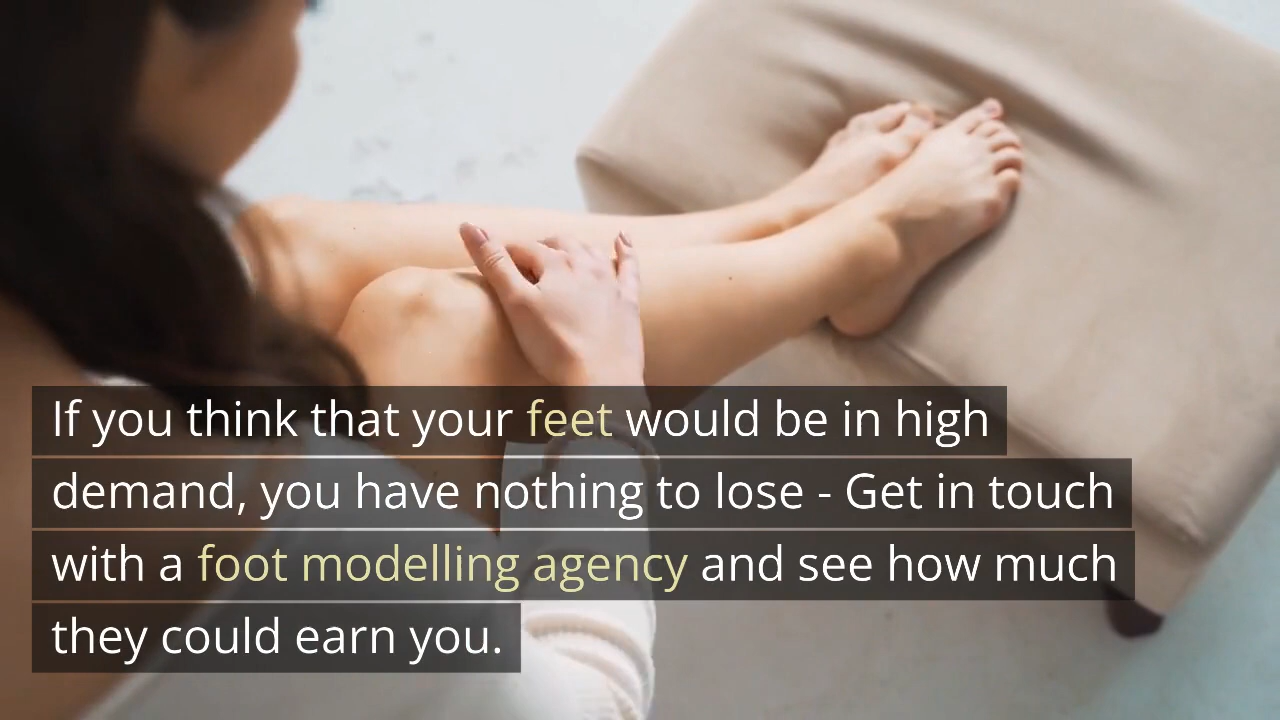 If you think that your feet would be in high
demand, you have nothing to lose - Get in touch
with a foot modelling agency and see how much
they could earn you.